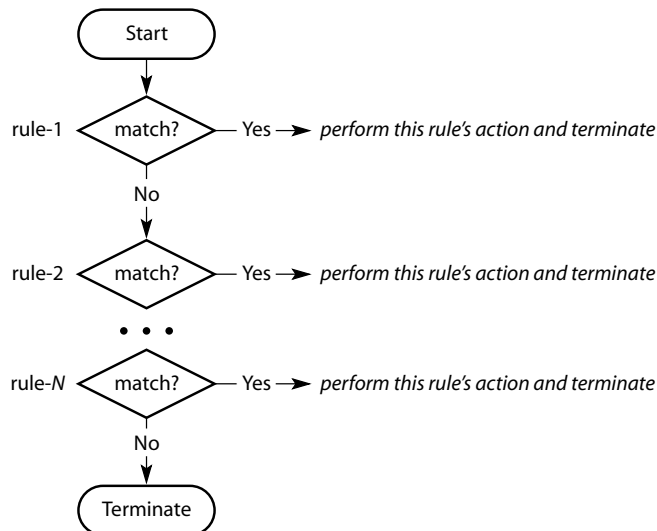 Start
rule-1 match? Yes perform this rule's action and terminate
No
rule-2 match? Yes perform this rule's action and terminate
• • •
rule-N match? Yes perform this rule's action and terminate
No
Terminate